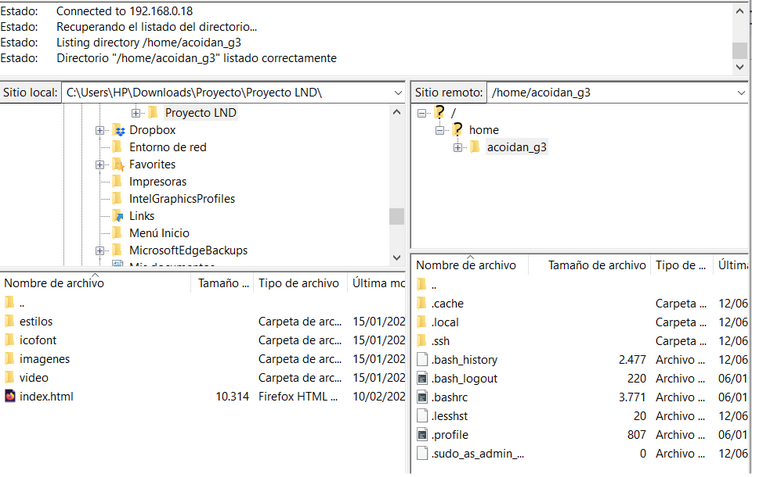 Estado: Connected to 192.168.0.18
Estado: Recuperando el listado del directorio...
Estado: Listing directory /home/acoidan_g3
Estado: Directorio "/home/acoidan_g3" listado correctamente
Sitio local: C:\Users\HP\Downloads\Proyecto\Proyecto LND\
Proyecto LND
Dropbox
Entorno de red
Favorites
Impresoras
IntelGraphicsProfiles
Links
Menú Inicio
MicrosoftEdgeBackups
Nombre de archivo Tamaño ... Tipo de archivo Última mo
..
estilos Carpeta de arc... 15/01/202
icofont Carpeta de arc... 15/01/202
imagenes Carpeta de arc... 15/01/202
video Carpeta de arc... 15/01/202
index.html 10.314 Firefox HTML ... 10/02/202
Sitio remoto: /home/acoidan_g3
/
home
acoidan_g3
Nombre de archivo Tamaño de archivo Tipo de ... Última
..
.cache Carpeta ... 12/06
.local Carpeta ... 12/06
.ssh Carpeta ... 12/06
.bash_history 2.477 Archivo ... 12/06
.bash_logout 220 Archivo ... 06/01
.bashrc 3.771 Archivo ... 06/01
.lesshst 20 Archivo ... 12/06
.profile 807 Archivo ... 06/01
.sudo_as_admin_... 0 Archivo ... 12/06